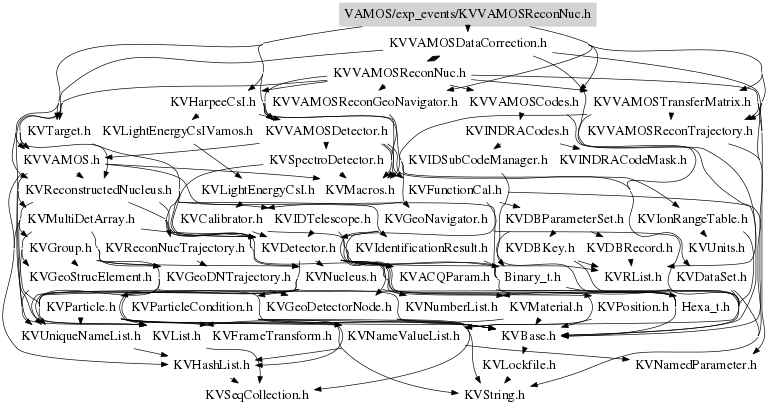 VAMOS/exp_events/KVVAMOSReconNuc.h
KVVAMOSDataCorrection.h
KVVAMOSReconNuc.h
KVHarpeeCsI.h KVVAMOSReconGeoNavigator.h KVVAMOSCodes.h KVVAMOSTransferMatrix.h
KVTarget.h KVLightEnergyCsIVamos.h KVVAMOSDetector.h KVINDRACodes.h KVVAMOSReconTrajectory.h
KVVAMOS.h KVSpectroDetector.h KVIDSubCodeManager.h KVINDRACodeMask.h
KVReconstructedNucleus.h KVLightEnergyCsI.h KVMacros.h KVFunctionCal.h
KVMultiDetArray.h KVCalibrator.h KVIDTelescope.h KVGeoNavigator.h KVDBParameterSet.h KVIonRangeTable.h
KVGroup.h KVReconNucTrajectory.h KVDetector.h KVIdentificationResult.h KVDBKey.h KVDBRecord.h KVUnits.h
KVGeoStrucElement.h KVGeoDNTrajectory.h KVNucleus.h KVACQParam.h Binary_t.h KVRList.h KVDataSet.h
KVParticle.h KVParticleCondition.h KVGeoDetectorNode.h KVNumberList.h KVMaterial.h KVPosition.h Hexa_t.h
KVUniqueNameList.h KVList.h KVFrameTransform.h KVNameValueList.h KVBase.h
KVHashList.h KVLockfile.h KVNamedParameter.h
KVSeqCollection.h KVString.h